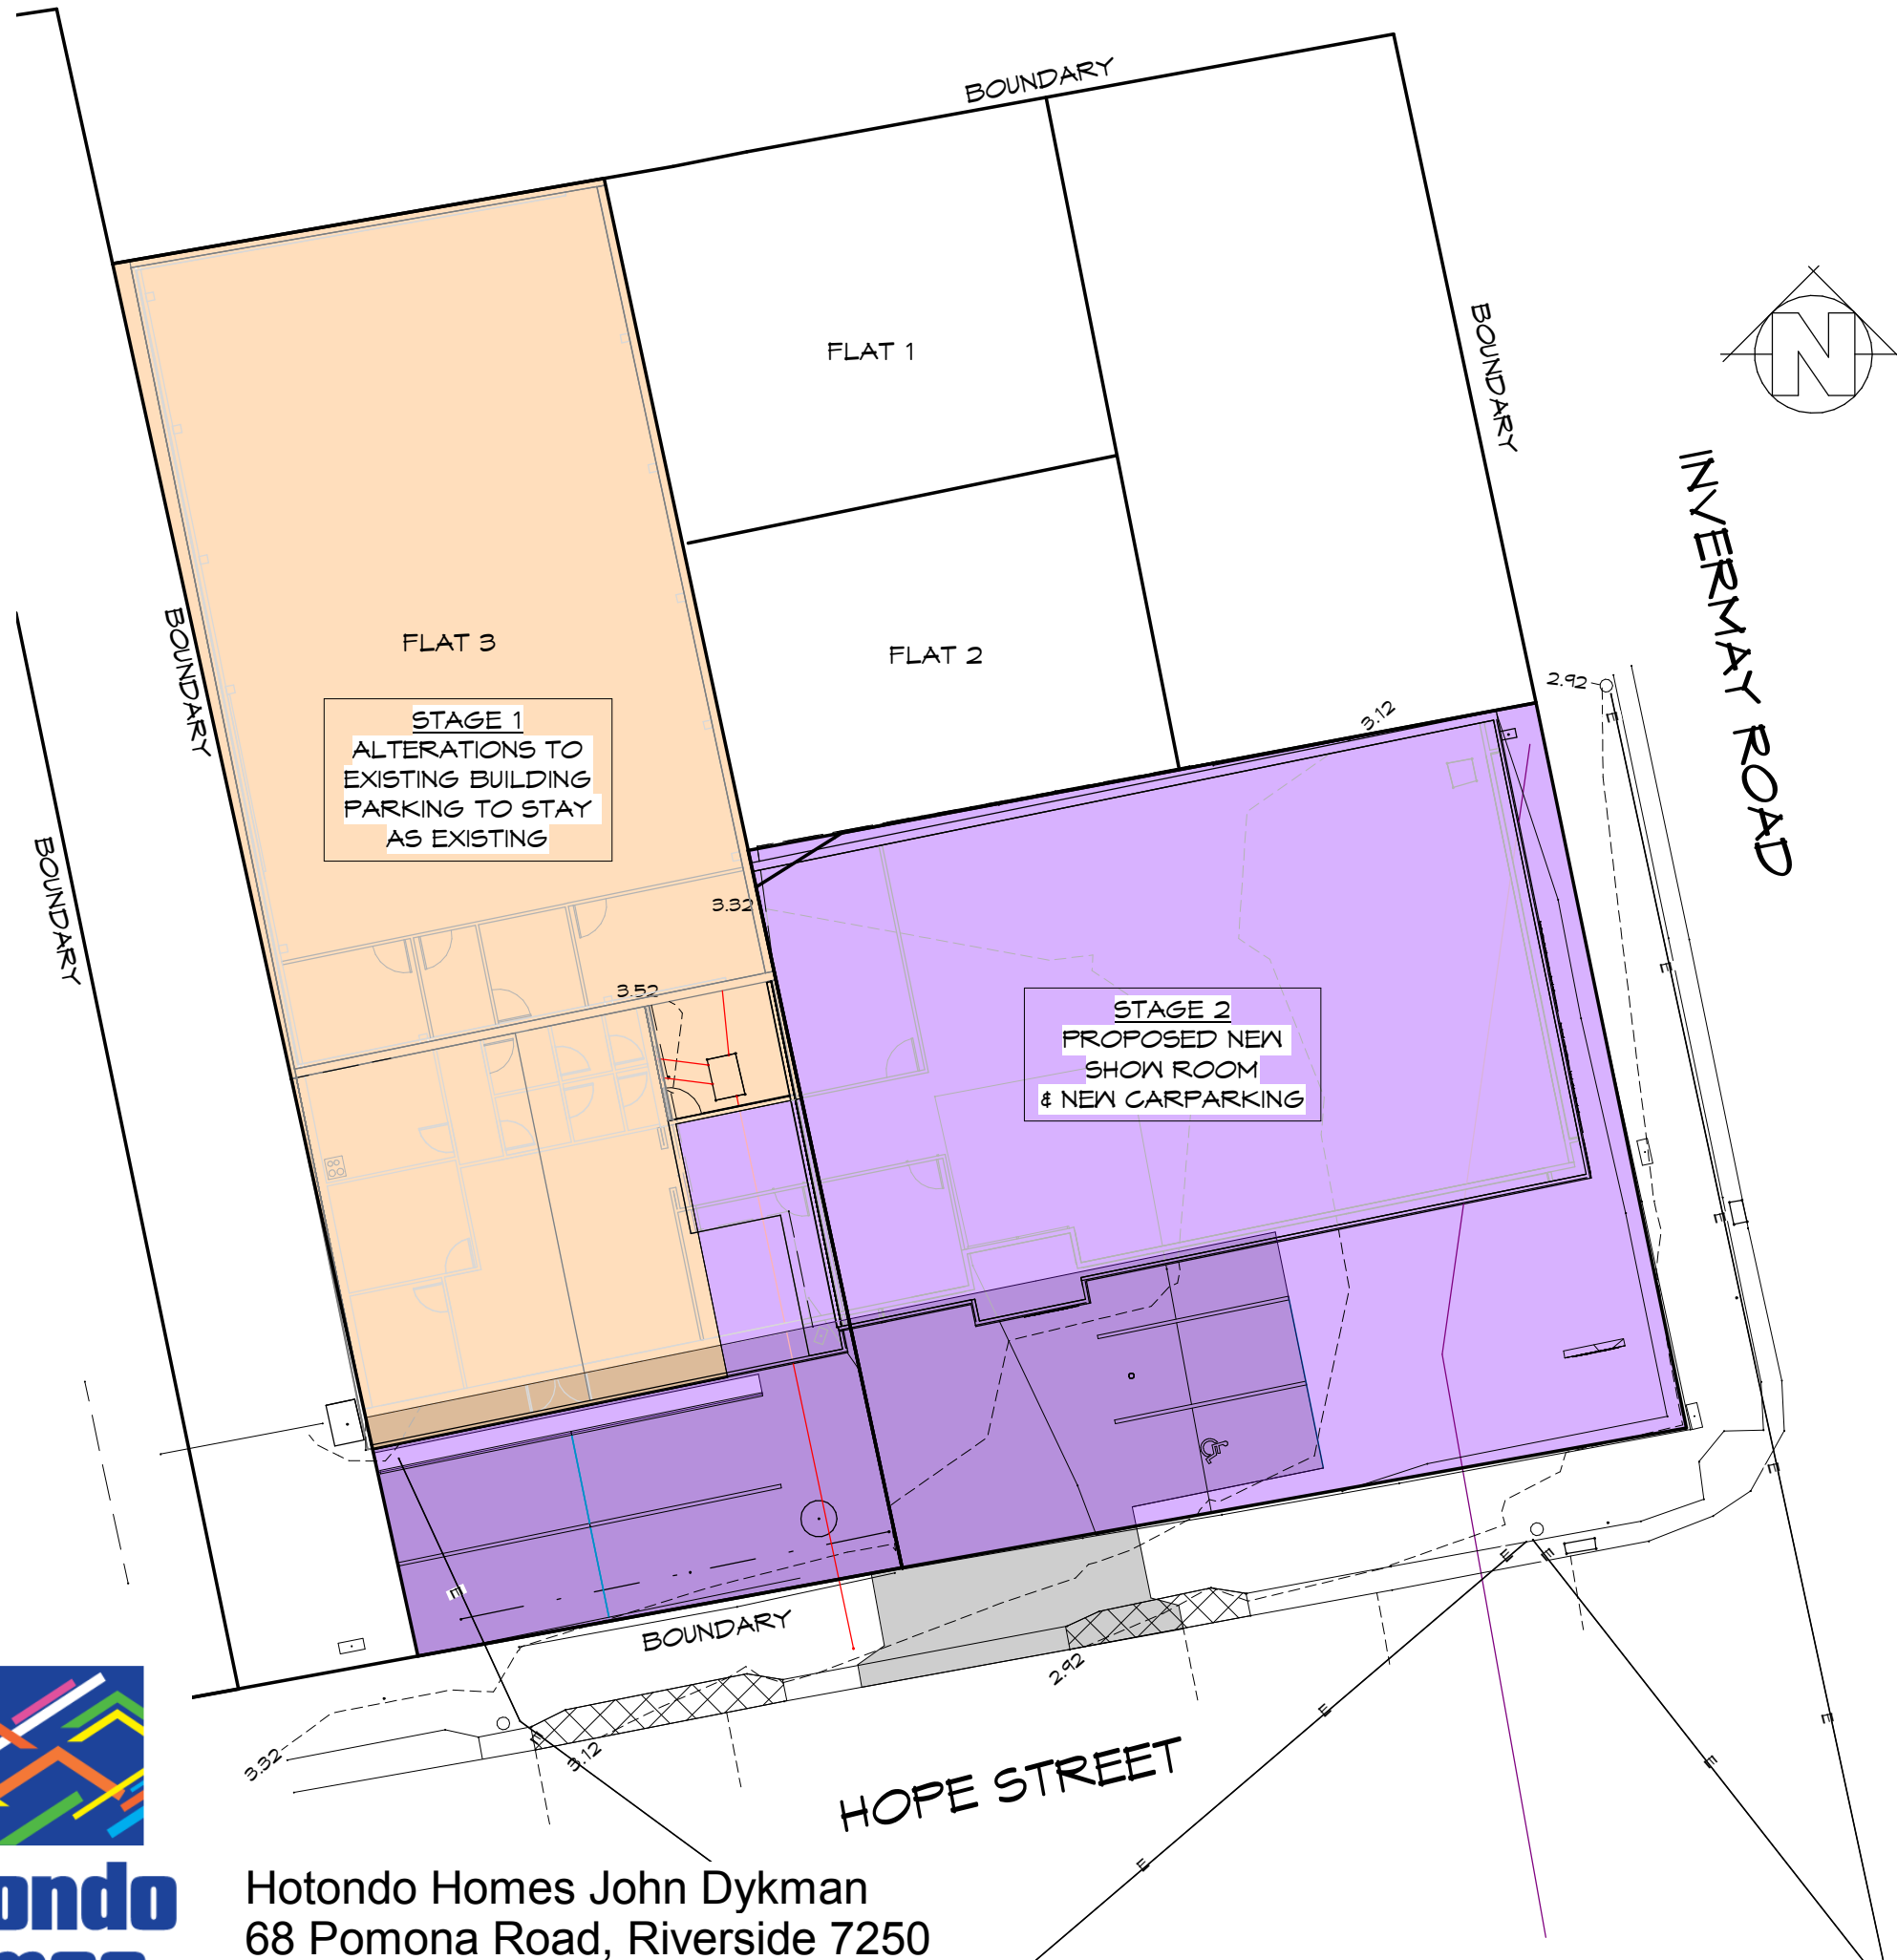 BOUNDARY
FLAT 1
BOUNDARY
N
INVERMAY ROAD
FLAT 3
FLAT 2
BOUNDARY
2.92
E
3.12
STAGE 1
ALTERATIONS TO
EXISTING BUILDING
PARKING TO STAY
AS EXISTING
BOUNDARY
3.32
3.52
E
STAGE 2
PROPOSED NEW
SHOW ROOM
& NEW CARPARKING
E
E
E
E
E
BOUNDARY
2.92
E
3.32
3.12
E
E
E
HOPE STREET
E
ondo
Hotondo Homes John Dykman
68 Pomona Road, Riverside 7250